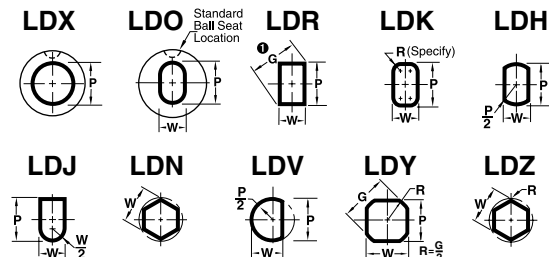 LDX LDO LDR LDK LDH
Standard
Ball Seat
Location
P
P
W
❶
G
P
W
R (Specify)
P
W
P/2
P
W
LDJ LDN LDV LDY LDZ
P
W/2
W
W
P/2
P
W
G
R
P
W
R=G/2
W
R